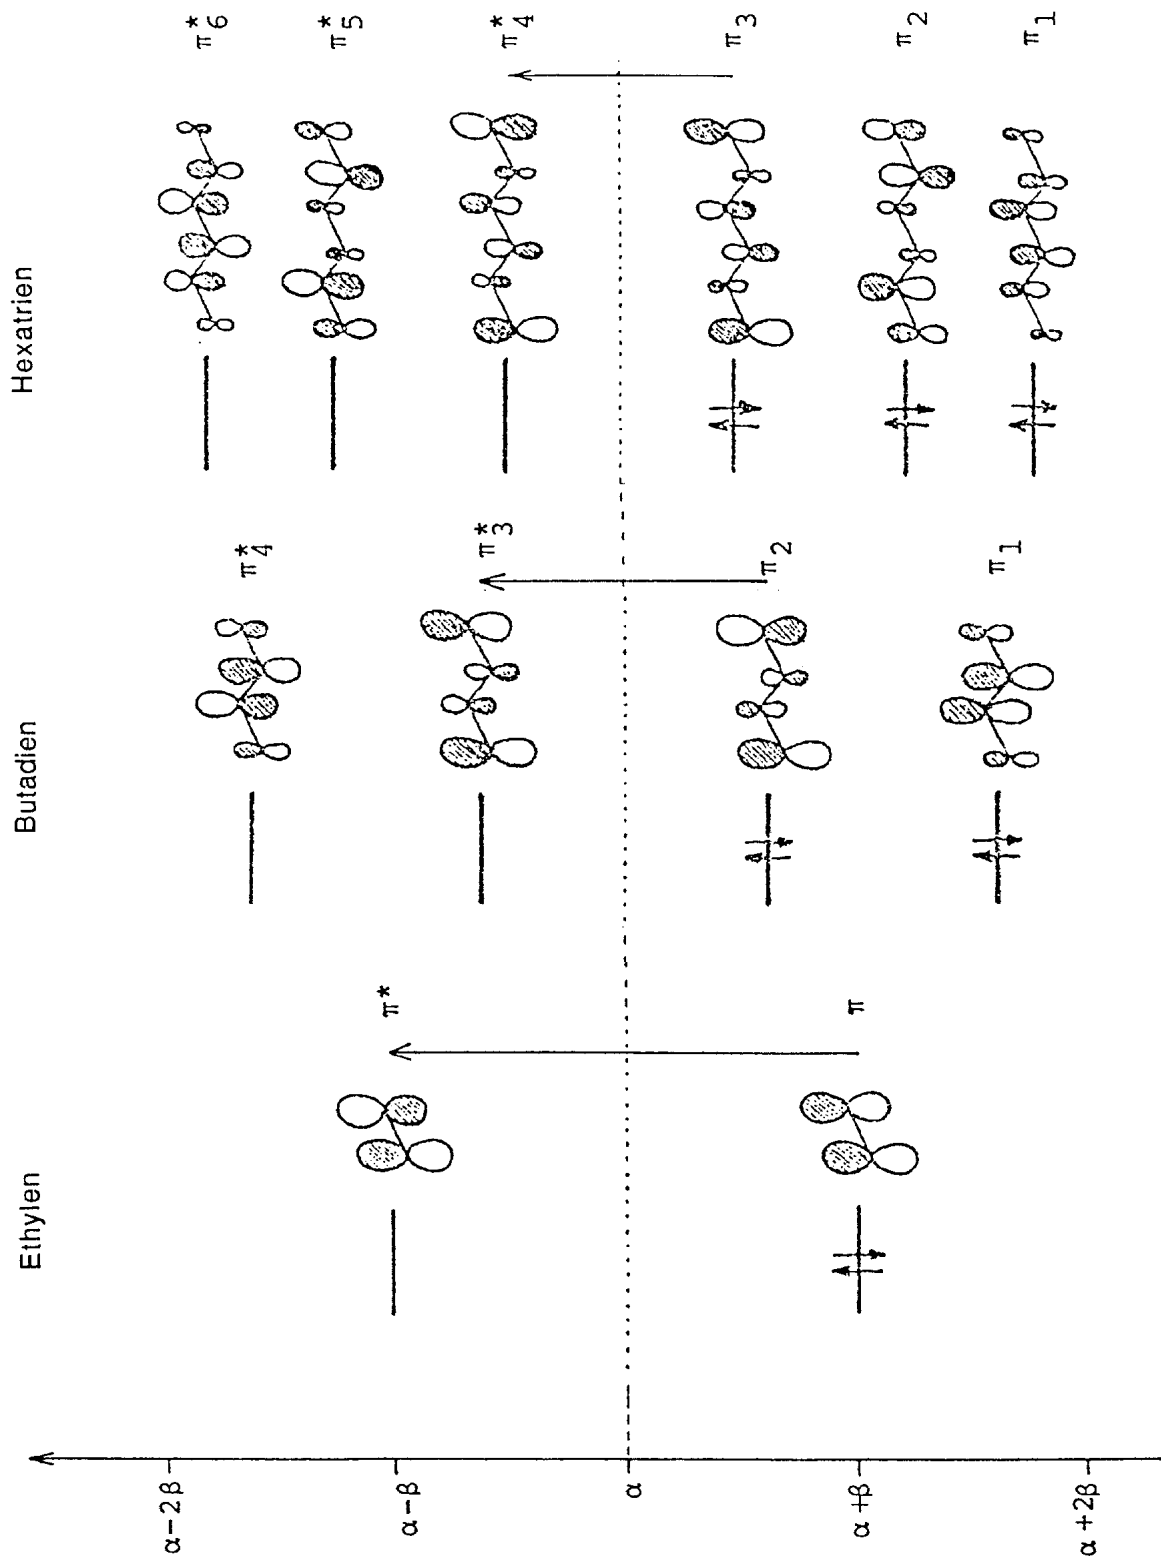 Ethylen
Butadien
Hexatrien
α-2β
α-β
α
α+β
α+2β
π*
π
π*4
π*3
π2
π1
π*6
π*5
π*4
π3
π2
π1